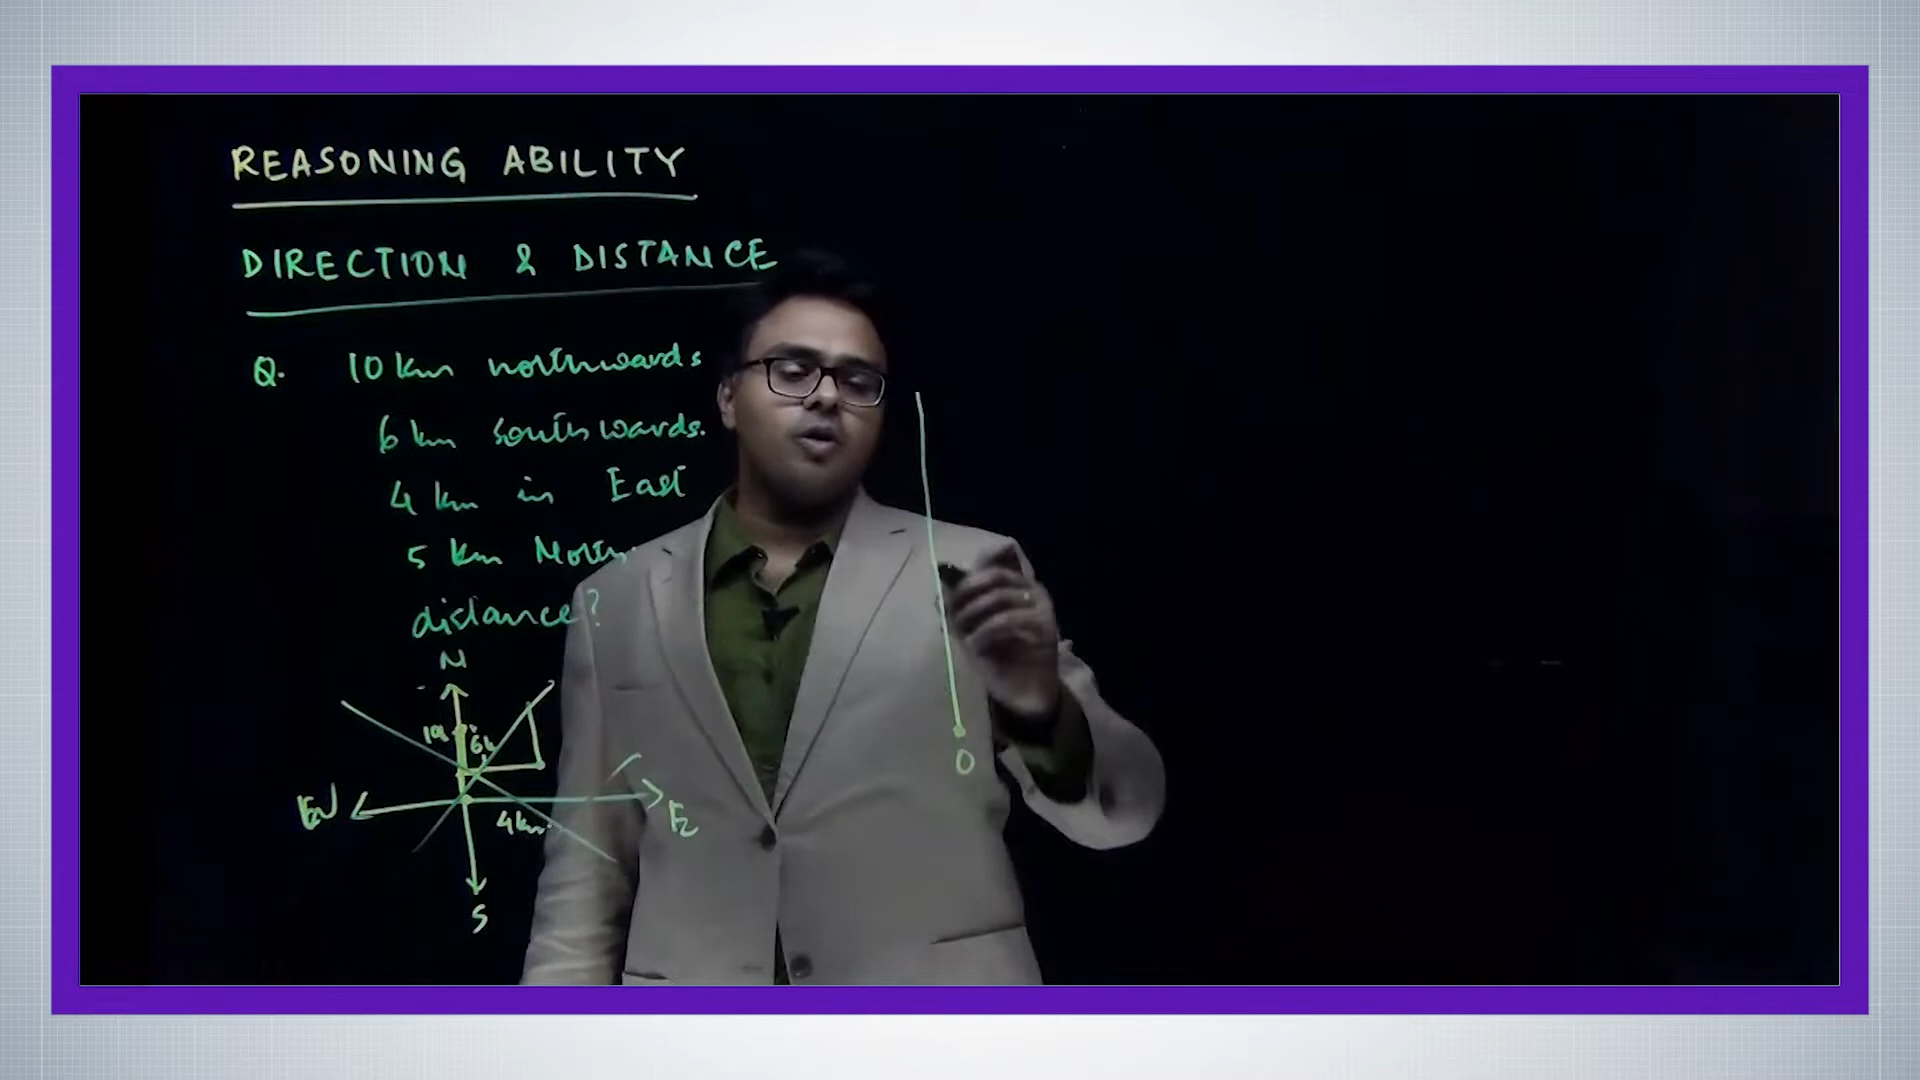 REASONING ABILITY
DIRECTION & DISTANCE
Q. 10 km northwards
6 km southwards.
4 km in East
5 km North
distance?
N
10
6k
W
E
4km
S
O